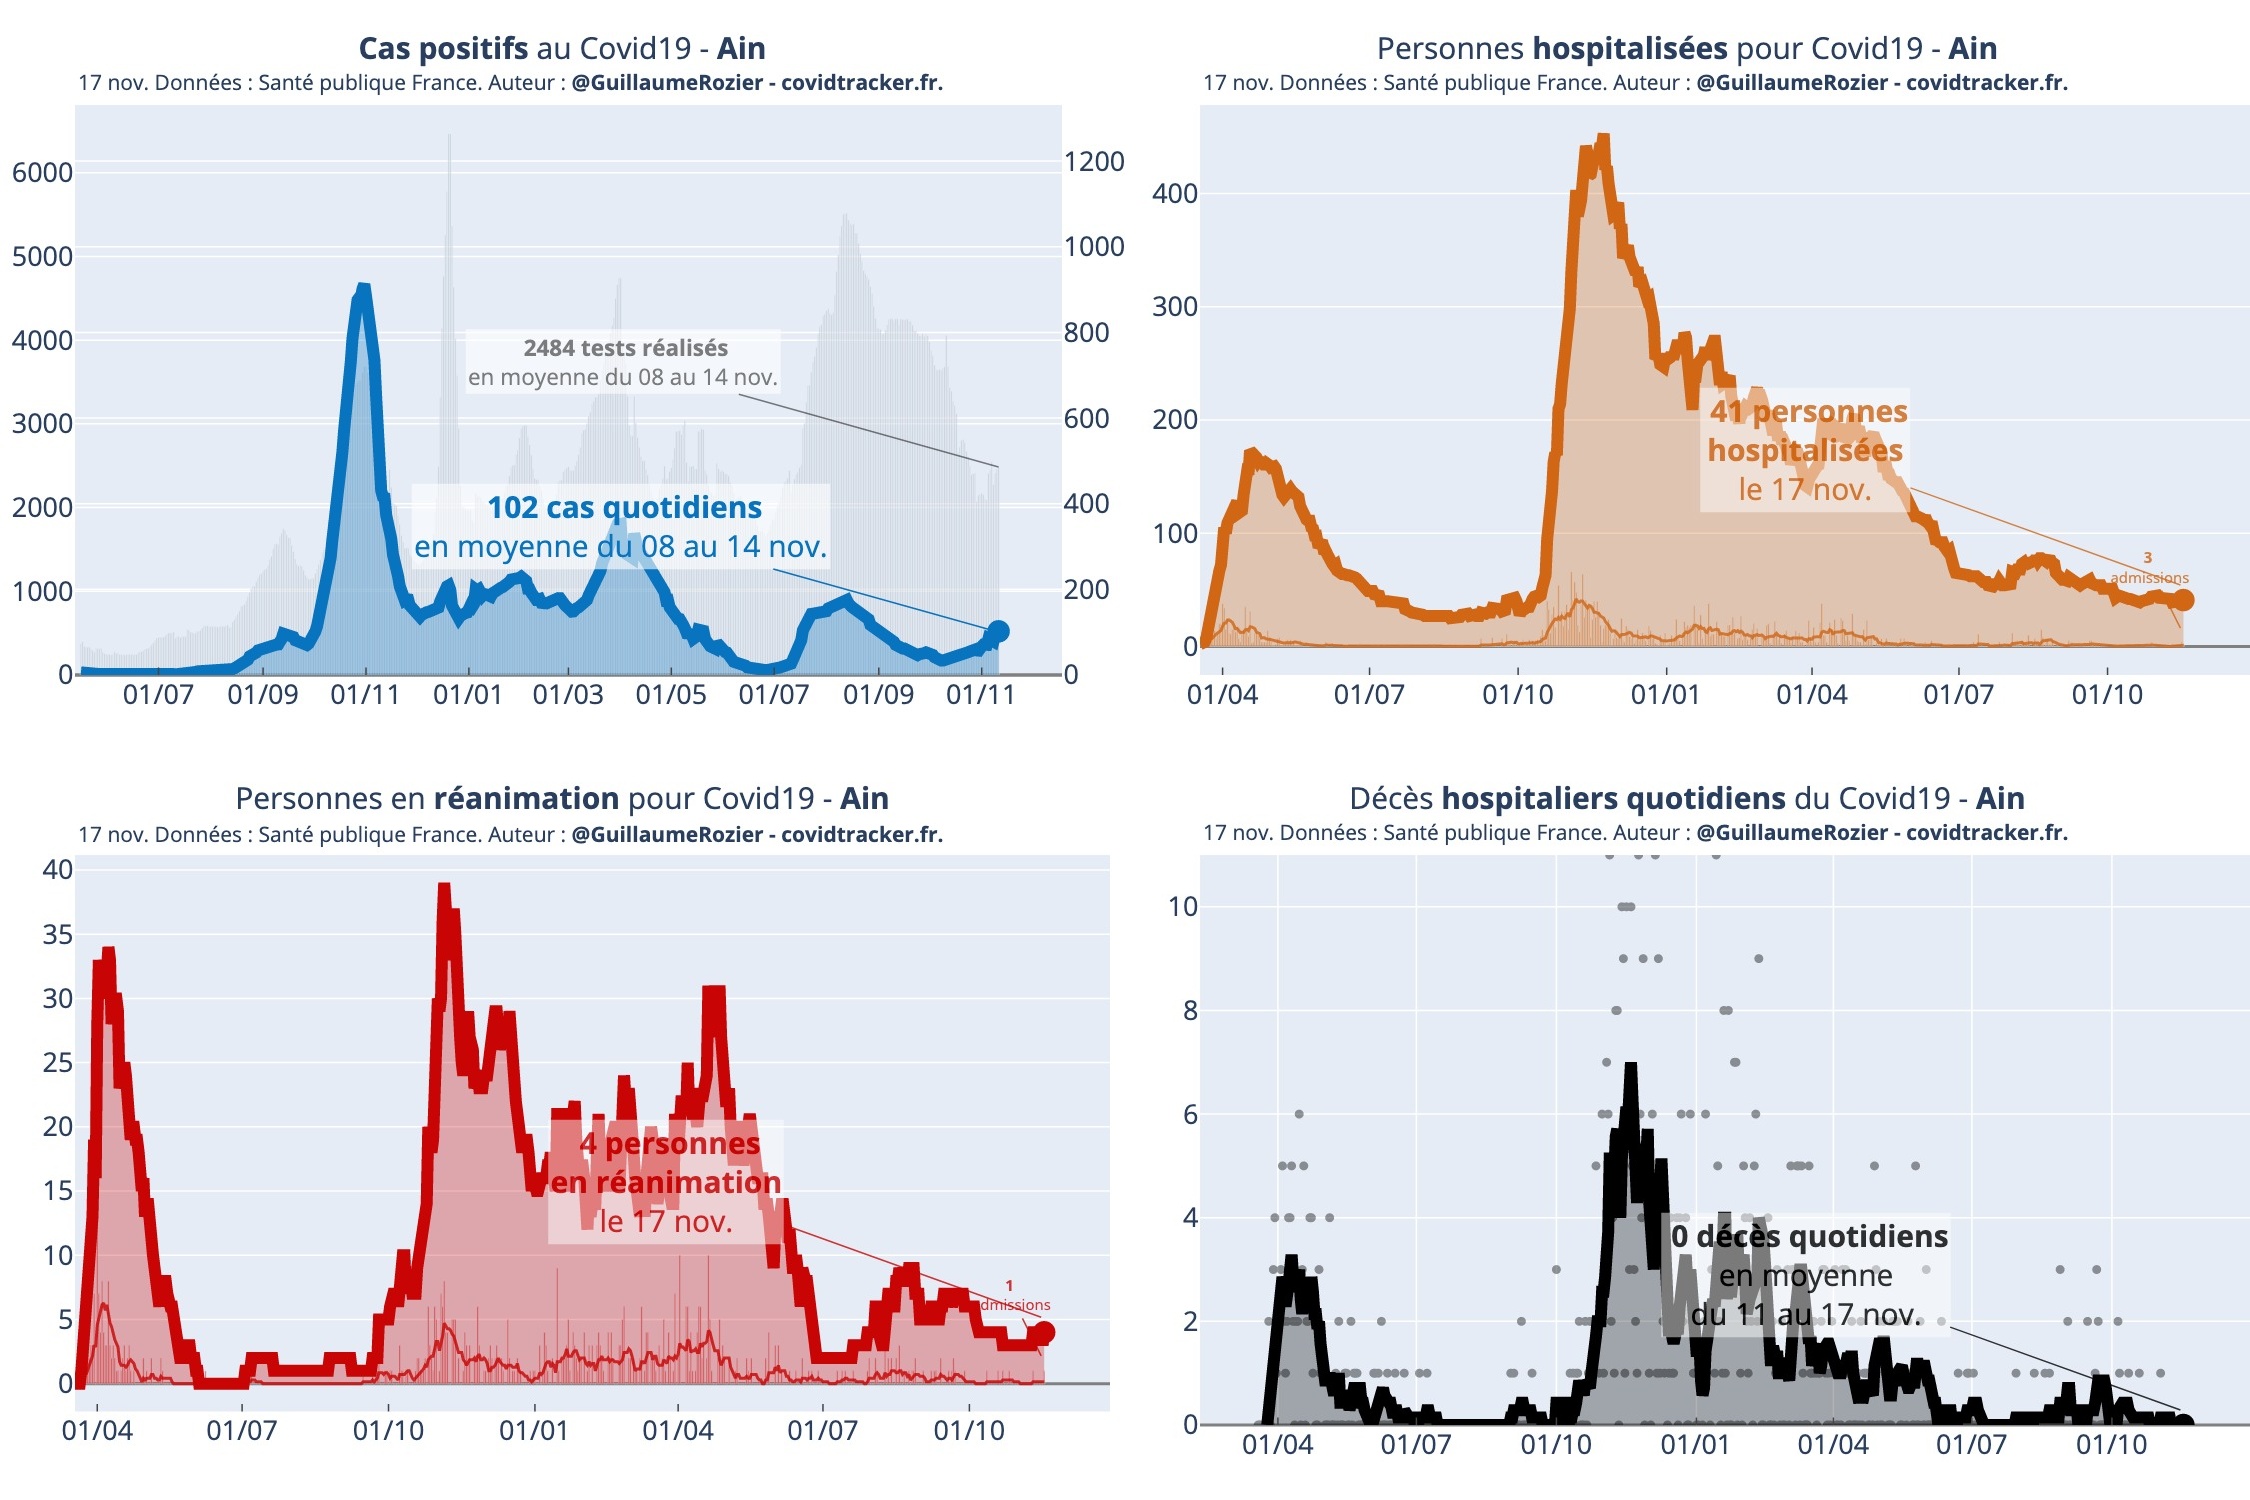 Cas positifs au Covid19 - Ain
17 nov. Données : Santé publique France. Auteur : @GuillaumeRozier - covidtracker.fr.
6000
5000
4000
3000
2000
1000
0
1200
1000
800
600
400
200
0
2484 tests réalisés
en moyenne du 08 au 14 nov.
102 cas quotidiens
en moyenne du 08 au 14 nov.
01/07 01/09 01/11 01/01 01/03 01/05 01/07 01/09 01/11
Personnes hospitalisées pour Covid19 - Ain
17 nov. Données : Santé publique France. Auteur : @GuillaumeRozier - covidtracker.fr.
400
300
200
100
0
41 personnes
hospitalisées
le 17 nov.
3
admissions
01/04 01/07 01/10 01/01 01/04 01/07 01/10
Personnes en réanimation pour Covid19 - Ain
17 nov. Données : Santé publique France. Auteur : @GuillaumeRozier - covidtracker.fr.
40
35
30
25
20
15
10
5
0
4 personnes
en réanimation
le 17 nov.
1
dmissions
01/04 01/07 01/10 01/01 01/04 01/07 01/10
Décès hospitaliers quotidiens du Covid19 - Ain
17 nov. Données : Santé publique France. Auteur : @GuillaumeRozier - covidtracker.fr.
10
8
6
4
2
0
0 décès quotidiens
en moyenne
du 11 au 17 nov.
01/04 01/07 01/10 01/01 01/04 01/07 01/10